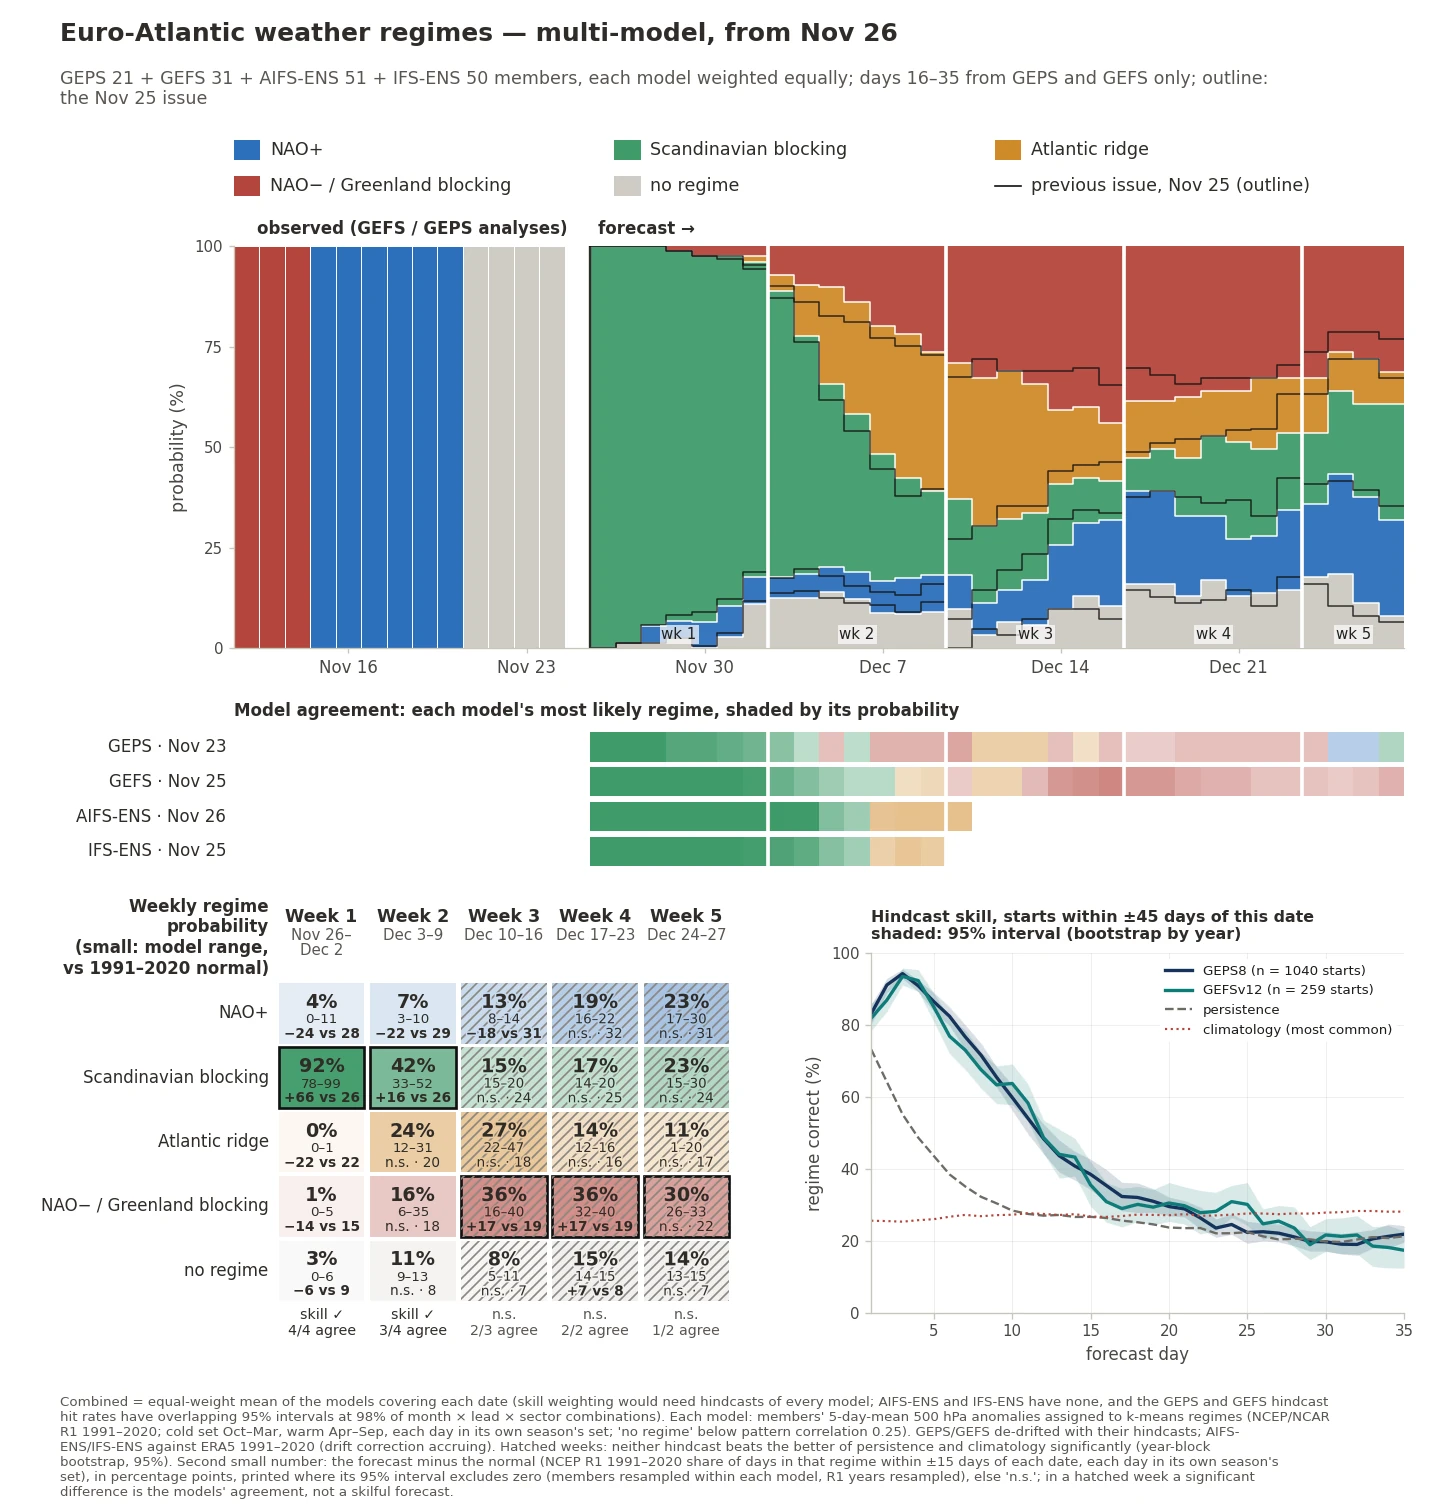 Euro-Atlantic weather regimes — multi-model, from Nov 26
GEPS 21 + GEFS 31 + AIFS-ENS 51 + IFS-ENS 50 members, each model weighted equally; days 16–35 from GEPS and GEFS only; outline:
the Nov 25 issue
NAO+
Scandinavian blocking
Atlantic ridge
NAO− / Greenland blocking
no regime
previous issue, Nov 25 (outline)
observed (GEFS / GEPS analyses)
forecast →
100
75
50
25
0
probability (%)
wk 1
wk 2
wk 3
wk 4
wk 5
Nov 16
Nov 23
Nov 30
Dec 7
Dec 14
Dec 21
Model agreement: each model's most likely regime, shaded by its probability
GEPS · Nov 23
GEFS · Nov 25
AIFS-ENS · Nov 26
IFS-ENS · Nov 25
Weekly regime
probability
(small: model range,
vs 1991–2020 normal)
Week 1
Nov 26–
Dec 2
Week 2
Dec 3–9
Week 3
Dec 10–16
Week 4
Dec 17–23
Week 5
Dec 24–27
NAO+
4%
0–11
−24 vs 28
7%
3–10
−22 vs 29
13%
8–14
−18 vs 31
19%
16–22
n.s. · 32
23%
17–30
n.s. · 31
Scandinavian blocking
92%
78–99
+66 vs 26
42%
33–52
+16 vs 26
15%
15–20
n.s. · 24
17%
14–20
n.s. · 25
23%
15–30
n.s. · 24
Atlantic ridge
0%
0–1
−22 vs 22
24%
12–31
n.s. · 20
27%
22–47
n.s. · 18
14%
12–16
n.s. · 16
11%
1–20
n.s. · 17
NAO− / Greenland blocking
1%
0–5
−14 vs 15
16%
6–35
n.s. · 18
36%
16–40
+17 vs 19
36%
32–40
+17 vs 19
30%
26–33
n.s. · 22
no regime
3%
0–6
−6 vs 9
11%
9–13
n.s. · 8
8%
5–11
n.s. · 7
15%
14–15
+7 vs 8
14%
13–15
n.s. · 7
skill ✓
4/4 agree
skill ✓
3/4 agree
n.s.
2/3 agree
n.s.
2/2 agree
n.s.
1/2 agree
Hindcast skill, starts within ±45 days of this date
shaded: 95% interval (bootstrap by year)
GEPS8 (n = 1040 starts)
GEFSv12 (n = 259 starts)
persistence
climatology (most common)
100
80
60
40
20
0
regime correct (%)
5
10
15
20
25
30
35
forecast day
Combined = equal-weight mean of the models covering each date (skill weighting would need hindcasts of every model; AIFS-ENS and IFS-ENS have none, and the GEPS and GEFS hindcast
hit rates have overlapping 95% intervals at 98% of month × lead × sector combinations). Each model: members' 5-day-mean 500 hPa anomalies assigned to k-means regimes (NCEP/NCAR
R1 1991–2020; cold set Oct–Mar, warm Apr–Sep, each day in its own season's set; 'no regime' below pattern correlation 0.25). GEPS/GEFS de-drifted with their hindcasts; AIFS-
ENS/IFS-ENS against ERA5 1991–2020 (drift correction accruing). Hatched weeks: neither hindcast beats the better of persistence and climatology significantly (year-block
bootstrap, 95%). Second small number: the forecast minus the normal (NCEP R1 1991–2020 share of days in that regime within ±15 days of each date, each day in its own season's
set), in percentage points, printed where its 95% interval excludes zero (members resampled within each model, R1 years resampled), else 'n.s.'; in a hatched week a significant
difference is the models' agreement, not a skilful forecast.